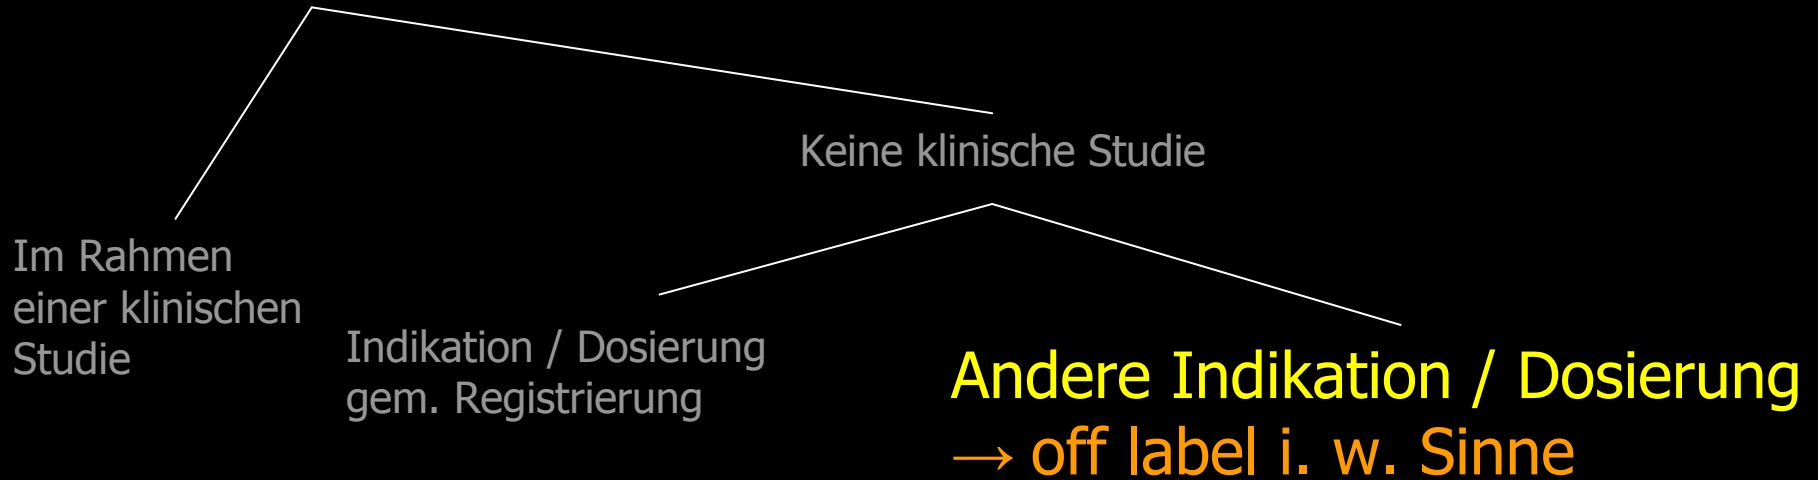 Keine klinische Studie
Im Rahmen
einer klinischen
Studie
Indikation / Dosierung
gem. Registrierung
Andere Indikation / Dosierung
→ off label i. w. Sinne